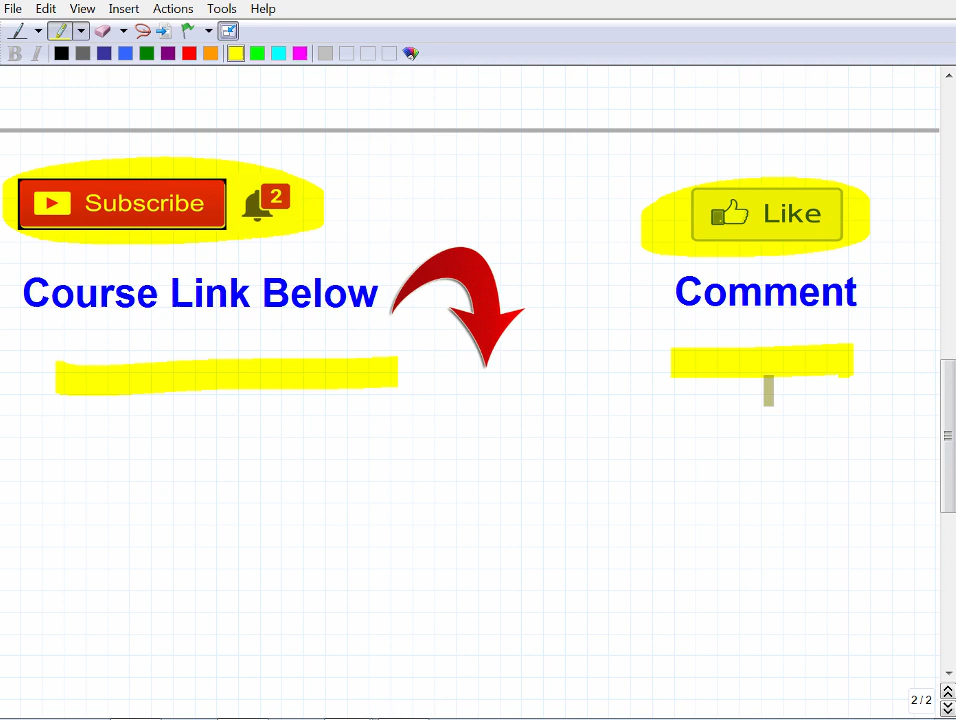 File Edit View Insert Actions Tools Help
B I
Subscribe 2
Like
Course Link Below
Comment
2 / 2